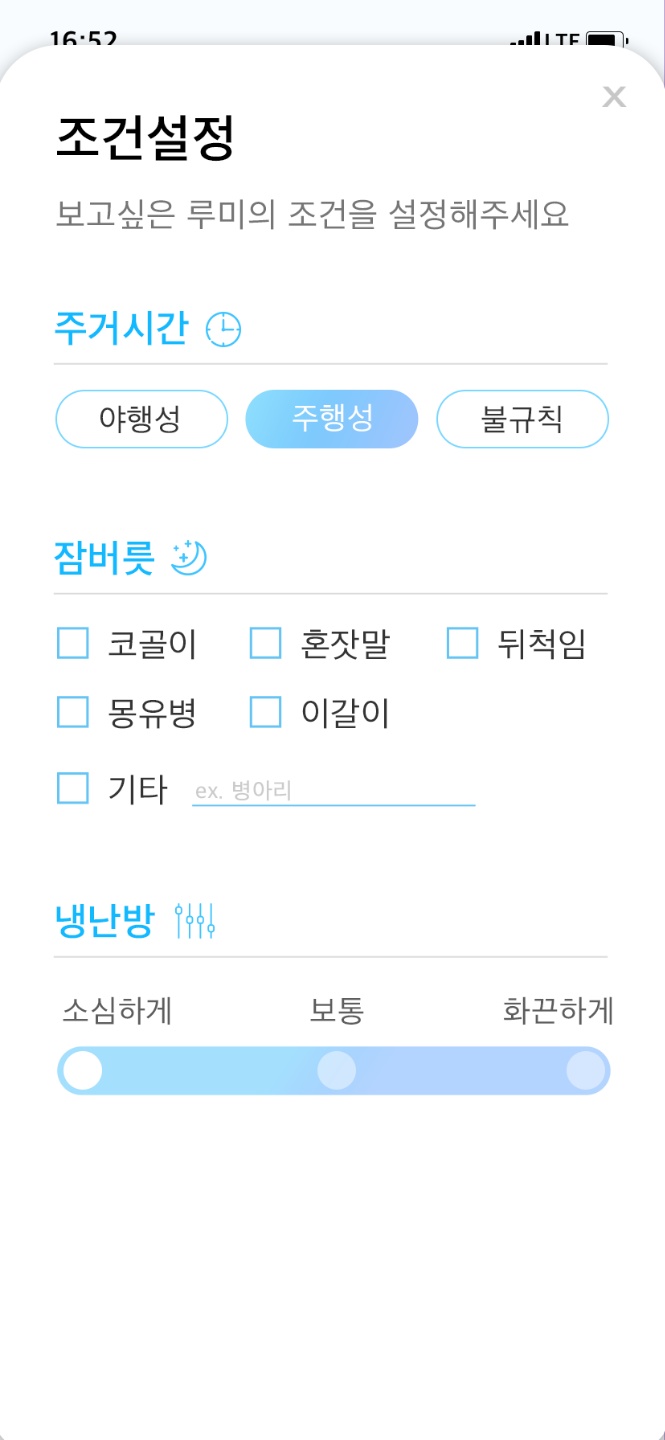 16:52 LTE
X
조건설정
보고싶은 루미의 조건을 설정해주세요
주거시간
야행성 주행성 불규칙
잠버릇
코골이 혼잣말 뒤척임
몽유병 이갈이
기타 ex. 병아리
냉난방
소심하게 보통 화끈하게